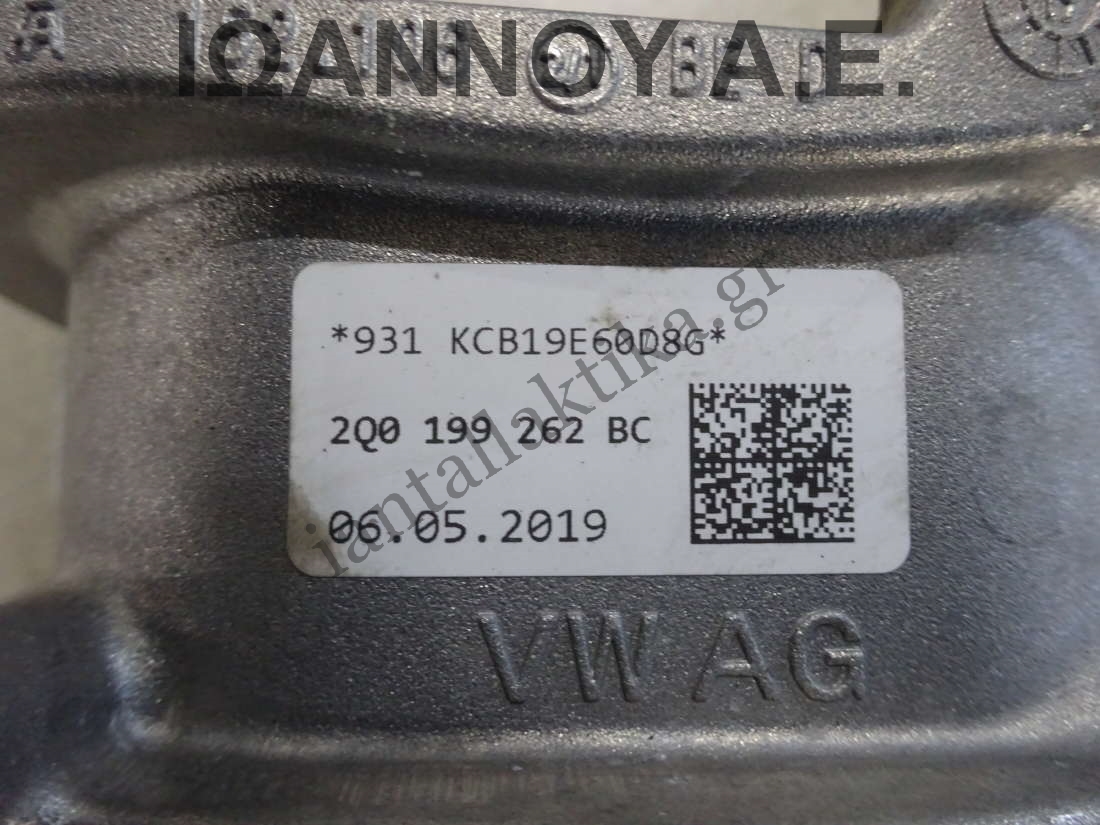 ΙΩΑΝΝΟΥ Α.Ε.
*931 KCB19E60D8G*
2Q0 199 262 BC
06.05.2019
iantallaktika.gr
VW AG